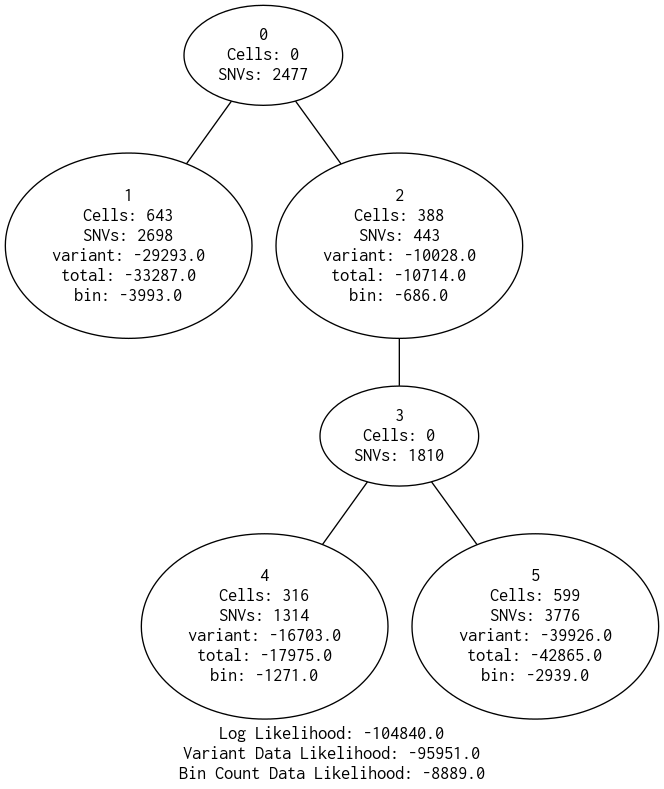 0
Cells: 0
SNVs: 2477
1
Cells: 643
SNVs: 2698
variant: -29293.0
total: -33287.0
bin: -3993.0
2
Cells: 388
SNVs: 443
variant: -10028.0
total: -10714.0
bin: -686.0
3
Cells: 0
SNVs: 1810
4
Cells: 316
SNVs: 1314
variant: -16703.0
total: -17975.0
bin: -1271.0
5
Cells: 599
SNVs: 3776
variant: -39926.0
total: -42865.0
bin: -2939.0
Log Likelihood: -104840.0
Variant Data Likelihood: -95951.0
Bin Count Data Likelihood: -8889.0